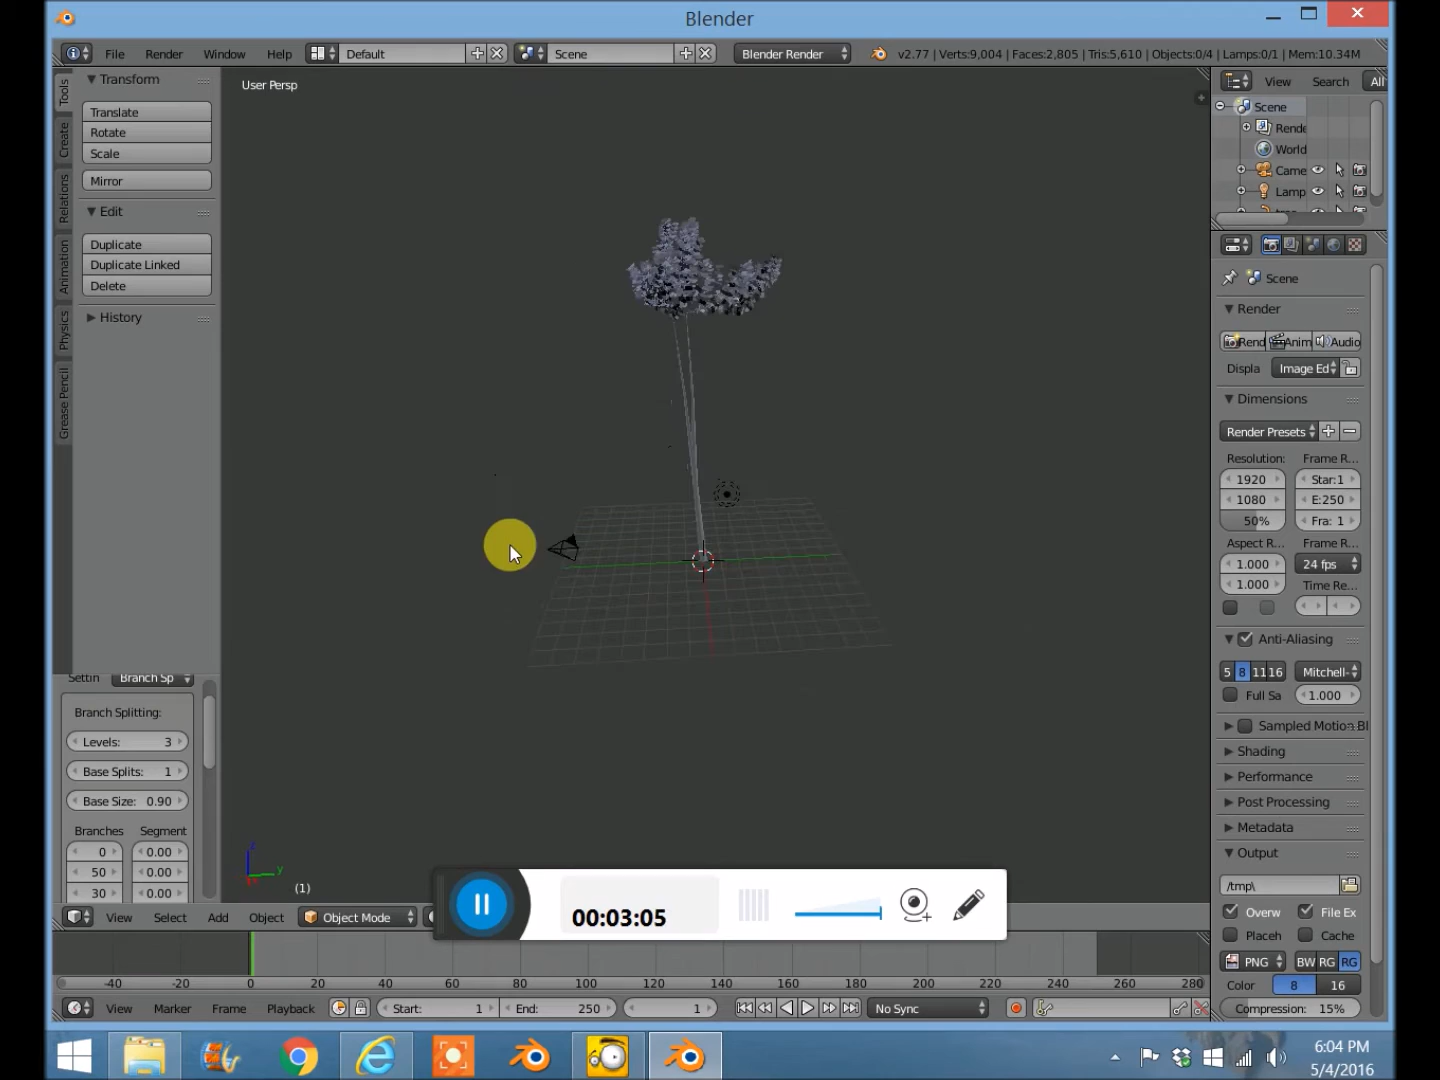 Blender
File Render Window Help Default Scene Blender Render v2.77 | Verts:9,004 | Faces:2,805 | Tris:5,610 | Objects:0/4 | Lamps:0/1 | Mem:10.34M
Tools
Create
Relations
Animation
Physics
Grease Pencil
Transform
Translate
Rotate
Scale
Mirror
Edit
Duplicate
Duplicate Linked
Delete
History
Settin Branch Sp
Branch Splitting:
Levels: 3
Base Splits: 1
Base Size: 0.90
Branches Segment
0 0.00
50 0.00
30 0.00
User Persp
(1)
z
y
View Select Add Object Object Mode
00:03:05
View Search All
Scene
Rende
World
Came
Lamp
Scene
Render
Rend Anim Audio
Displa Image Ed
Dimensions
Render Presets
Resolution: Frame R...
1920 Star:1
1080 E:250
50% Fra: 1
Aspect R... Frame R...
1.000 24 fps
1.000 Time Re...
Anti-Aliasing
5 8 11 16 Mitchell-
Full Sa 1.000
Sampled Motion Bl
Shading
Performance
Post Processing
Metadata
Output
/tmp\
Overw File Ex
Placeh Cache
PNG BW RG RG
Color 8 16
Compression: 15%
-40 -20 0 20 40 60 80 100 120 140 160 180 200 220 240 260 280
View Marker Frame Playback Start: 1 End: 250 1 No Sync
6:04 PM
5/4/2016